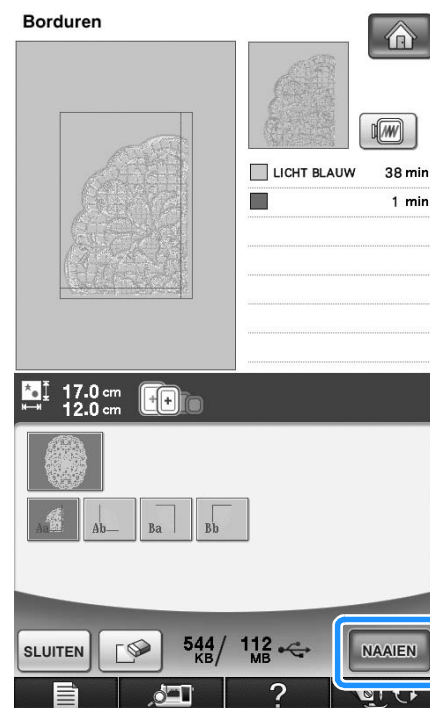 Borduren
LICHT BLAUW 38 min
1 min
17.0 cm
12.0 cm
Aa Ab Ba Bb
SLUITEN 544 KB / 112 MB NAAIEN
?